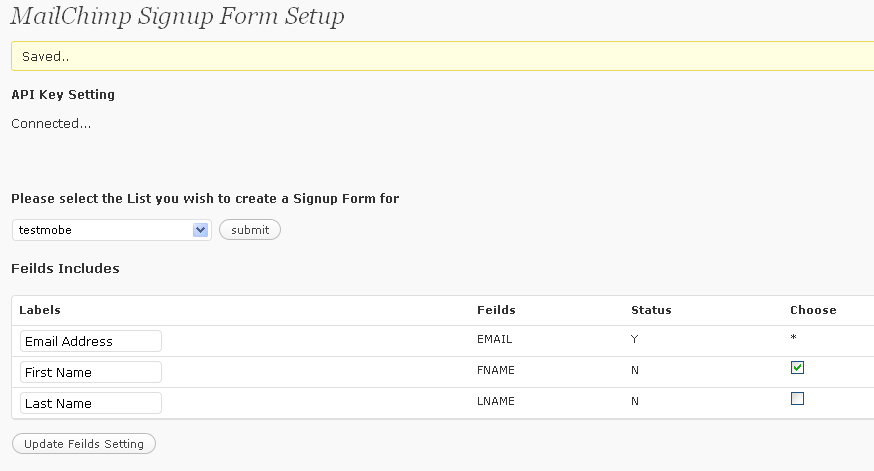 MailChimp Signup Form Setup
Saved..
API Key Setting
Connected...
Please select the List you wish to create a Signup Form for
testmobe submit
Feilds Includes
Labels Feilds Status Choose
Email Address EMAIL Y *
First Name FNAME N
Last Name LNAME N
Update Feilds Setting